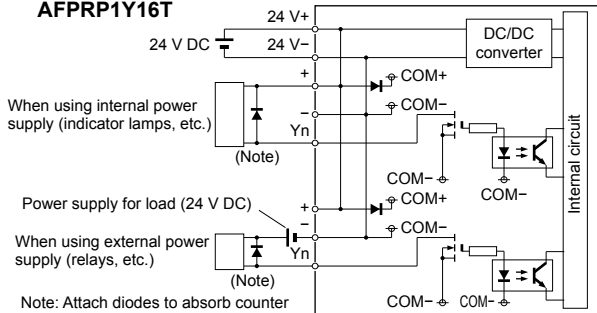 AFPRP1Y16T
24 V+
24 V DC
24 V−
DC/DC
converter
+
COM+
When using internal power
supply (indicator lamps, etc.)
−
COM−
Yn
(Note)
COM−
COM−
Internal circuit
Power supply for load (24 V DC)
+
COM+
−
COM−
When using external power
supply (relays, etc.)
Yn
(Note)
Note: Attach diodes to absorb counter
COM−
COM−